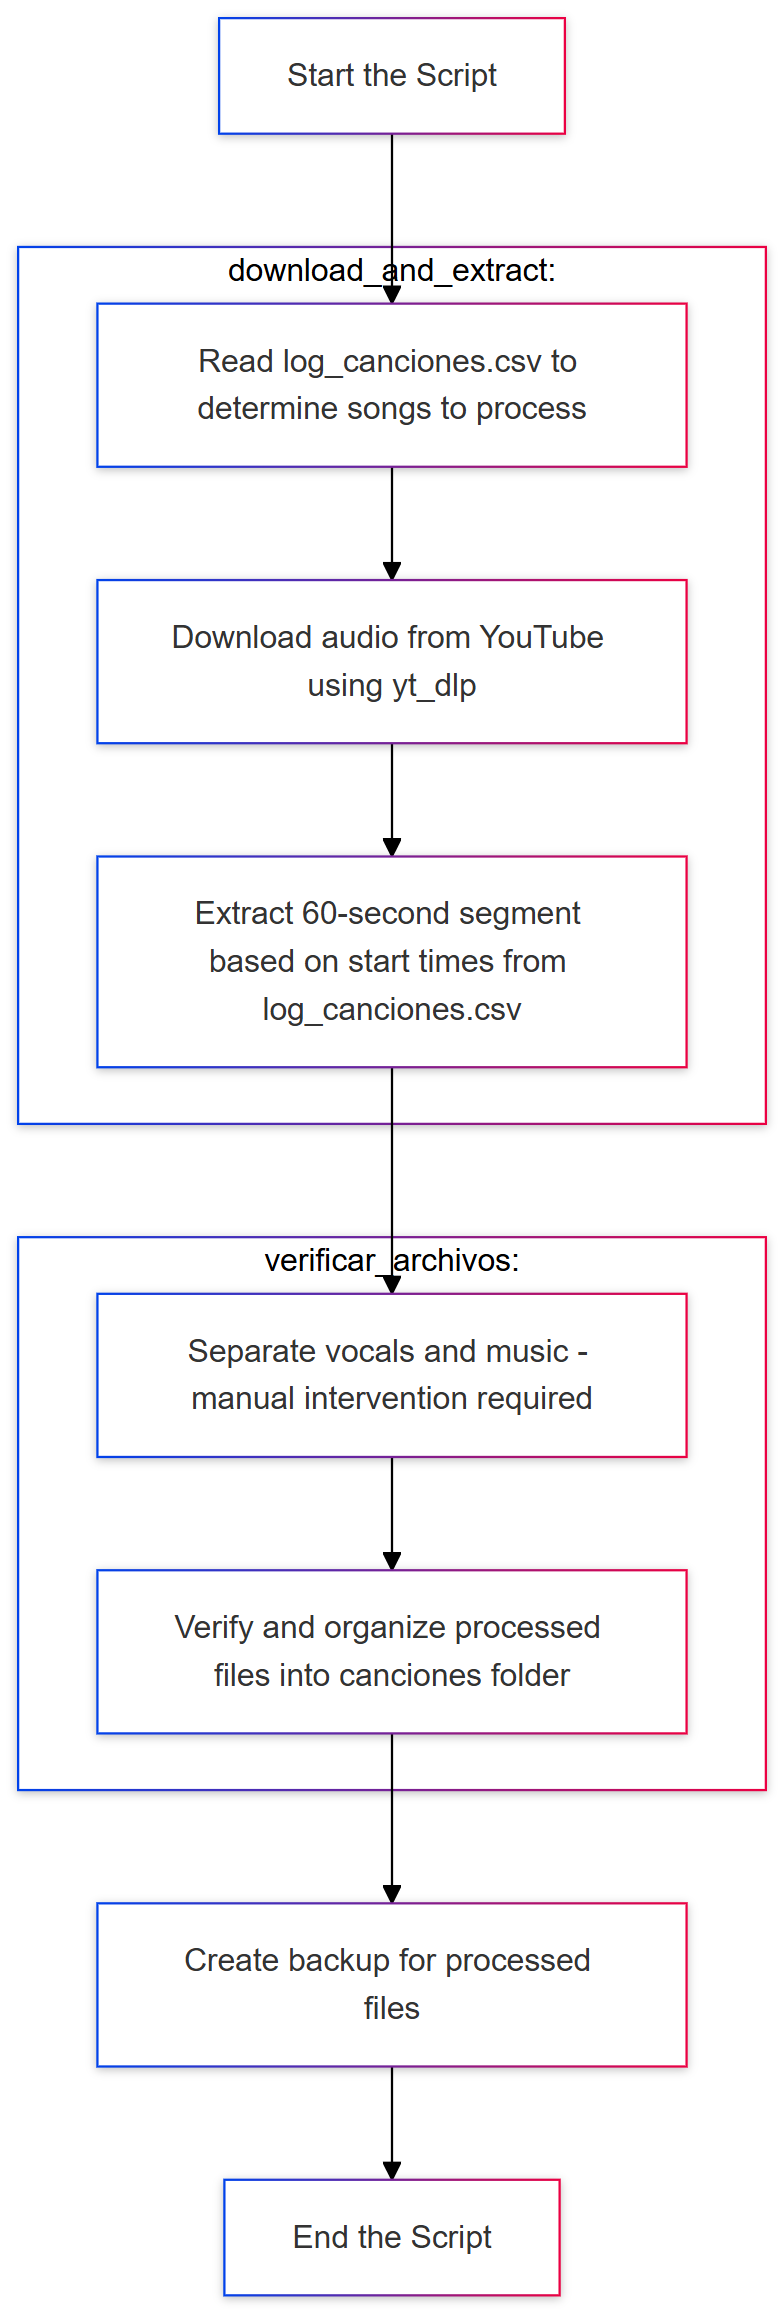 Start the Script
download_and_extract:
Read log_canciones.csv to
determine songs to process
Download audio from YouTube
using yt_dlp
Extract 60-second segment
based on start times from
log_canciones.csv
verificar_archivos:
Separate vocals and music -
manual intervention required
Verify and organize processed
files into canciones folder
Create backup for processed
files
End the Script